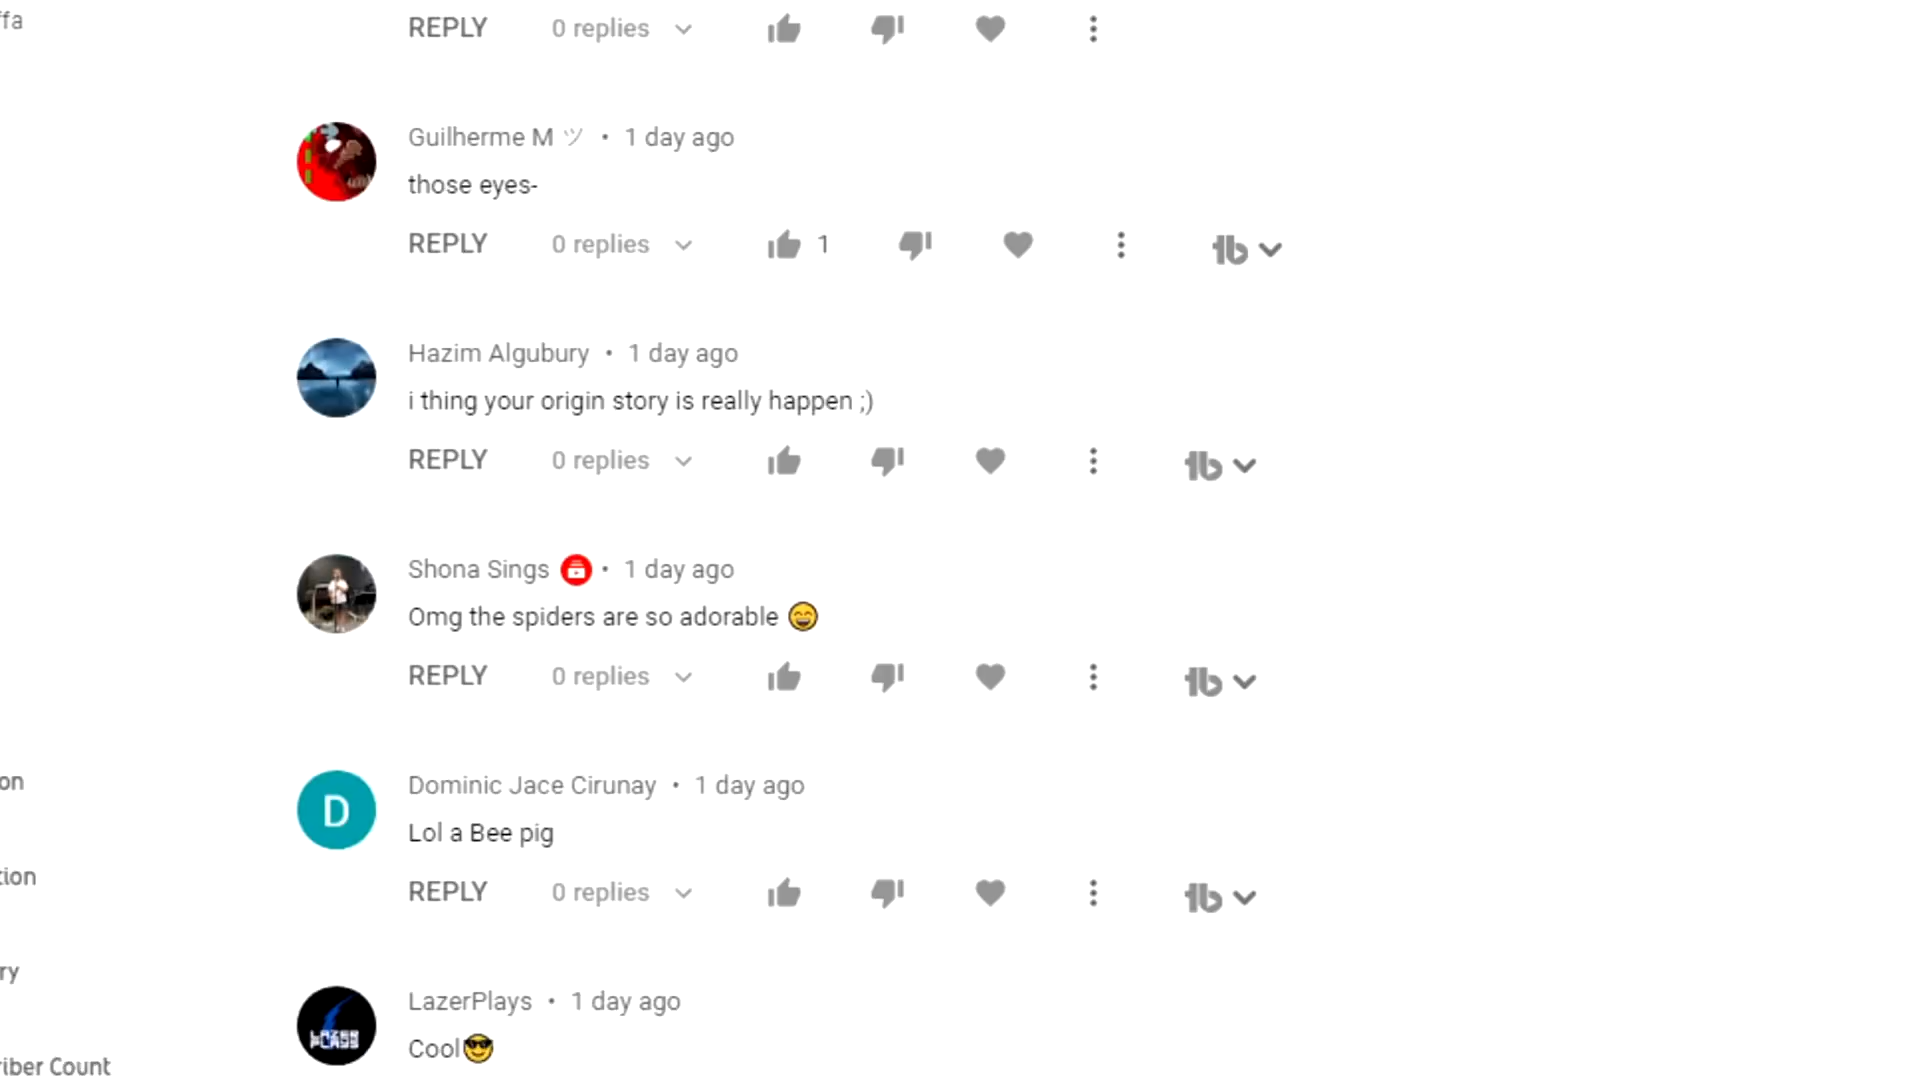 ffa
REPLY 0 replies
Guilherme M ツ • 1 day ago
those eyes-
REPLY 0 replies 1
Hazim Algubury • 1 day ago
i thing your origin story is really happen ;)
REPLY 0 replies
Shona Sings • 1 day ago
Omg the spiders are so adorable 😄
REPLY 0 replies
on
D
Dominic Jace Cirunay • 1 day ago
Lol a Bee pig
tion
REPLY 0 replies
ry
LazerPlays • 1 day ago
Cool😎
riber Count